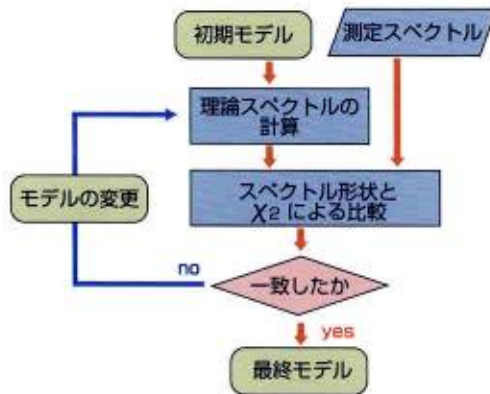 初期モデル
測定スペクトル
理論スペクトルの
計算
モデルの変更
スペクトル形状と
χ2 による比較
no
一致したか
yes
最終モデル